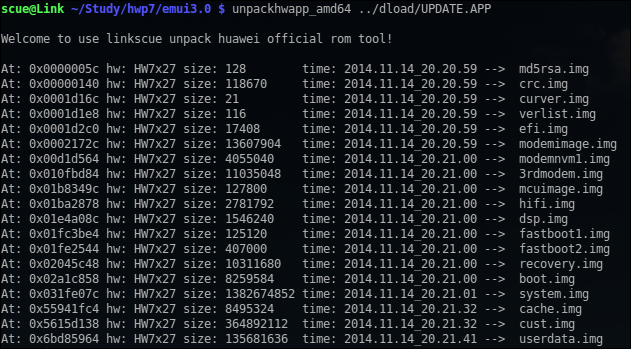 scue@Link ~/Study/hwp7/emui3.0 $ unpackhwapp_amd64 ../dload/UPDATE.APP
Welcome to use linkscue unpack huawei official rom tool!
At: 0x0000005c hw: HW7x27 size: 128 time: 2014.11.14_20.20.59 --> md5rsa.img
At: 0x00000140 hw: HW7x27 size: 118670 time: 2014.11.14_20.20.59 --> crc.img
At: 0x0001d16c hw: HW7x27 size: 21 time: 2014.11.14_20.20.59 --> curver.img
At: 0x0001d1e8 hw: HW7x27 size: 116 time: 2014.11.14_20.20.59 --> verlist.img
At: 0x0001d2c0 hw: HW7x27 size: 17408 time: 2014.11.14_20.20.59 --> efi.img
At: 0x0002172c hw: HW7x27 size: 13607904 time: 2014.11.14_20.20.59 --> modemimage.img
At: 0x00d1d564 hw: HW7x27 size: 4055040 time: 2014.11.14_20.21.00 --> modemnvm1.img
At: 0x010fbd84 hw: HW7x27 size: 11035048 time: 2014.11.14_20.21.00 --> 3rdmodem.img
At: 0x01b8349c hw: HW7x27 size: 127800 time: 2014.11.14_20.21.00 --> mcuimage.img
At: 0x01ba2878 hw: HW7x27 size: 2781792 time: 2014.11.14_20.21.00 --> hifi.img
At: 0x01e4a08c hw: HW7x27 size: 1546240 time: 2014.11.14_20.21.00 --> dsp.img
At: 0x01fc3be4 hw: HW7x27 size: 125120 time: 2014.11.14_20.21.00 --> fastboot1.img
At: 0x01fe2544 hw: HW7x27 size: 407000 time: 2014.11.14_20.21.00 --> fastboot2.img
At: 0x02045c48 hw: HW7x27 size: 10311680 time: 2014.11.14_20.21.00 --> recovery.img
At: 0x02a1c858 hw: HW7x27 size: 8259584 time: 2014.11.14_20.21.00 --> boot.img
At: 0x031fe07c hw: HW7x27 size: 1382674852 time: 2014.11.14_20.21.01 --> system.img
At: 0x55941fc4 hw: HW7x27 size: 8495324 time: 2014.11.14_20.21.32 --> cache.img
At: 0x5615d138 hw: HW7x27 size: 364892112 time: 2014.11.14_20.21.32 --> cust.img
At: 0x6bd85964 hw: HW7x27 size: 135681636 time: 2014.11.14_20.21.41 --> userdata.img